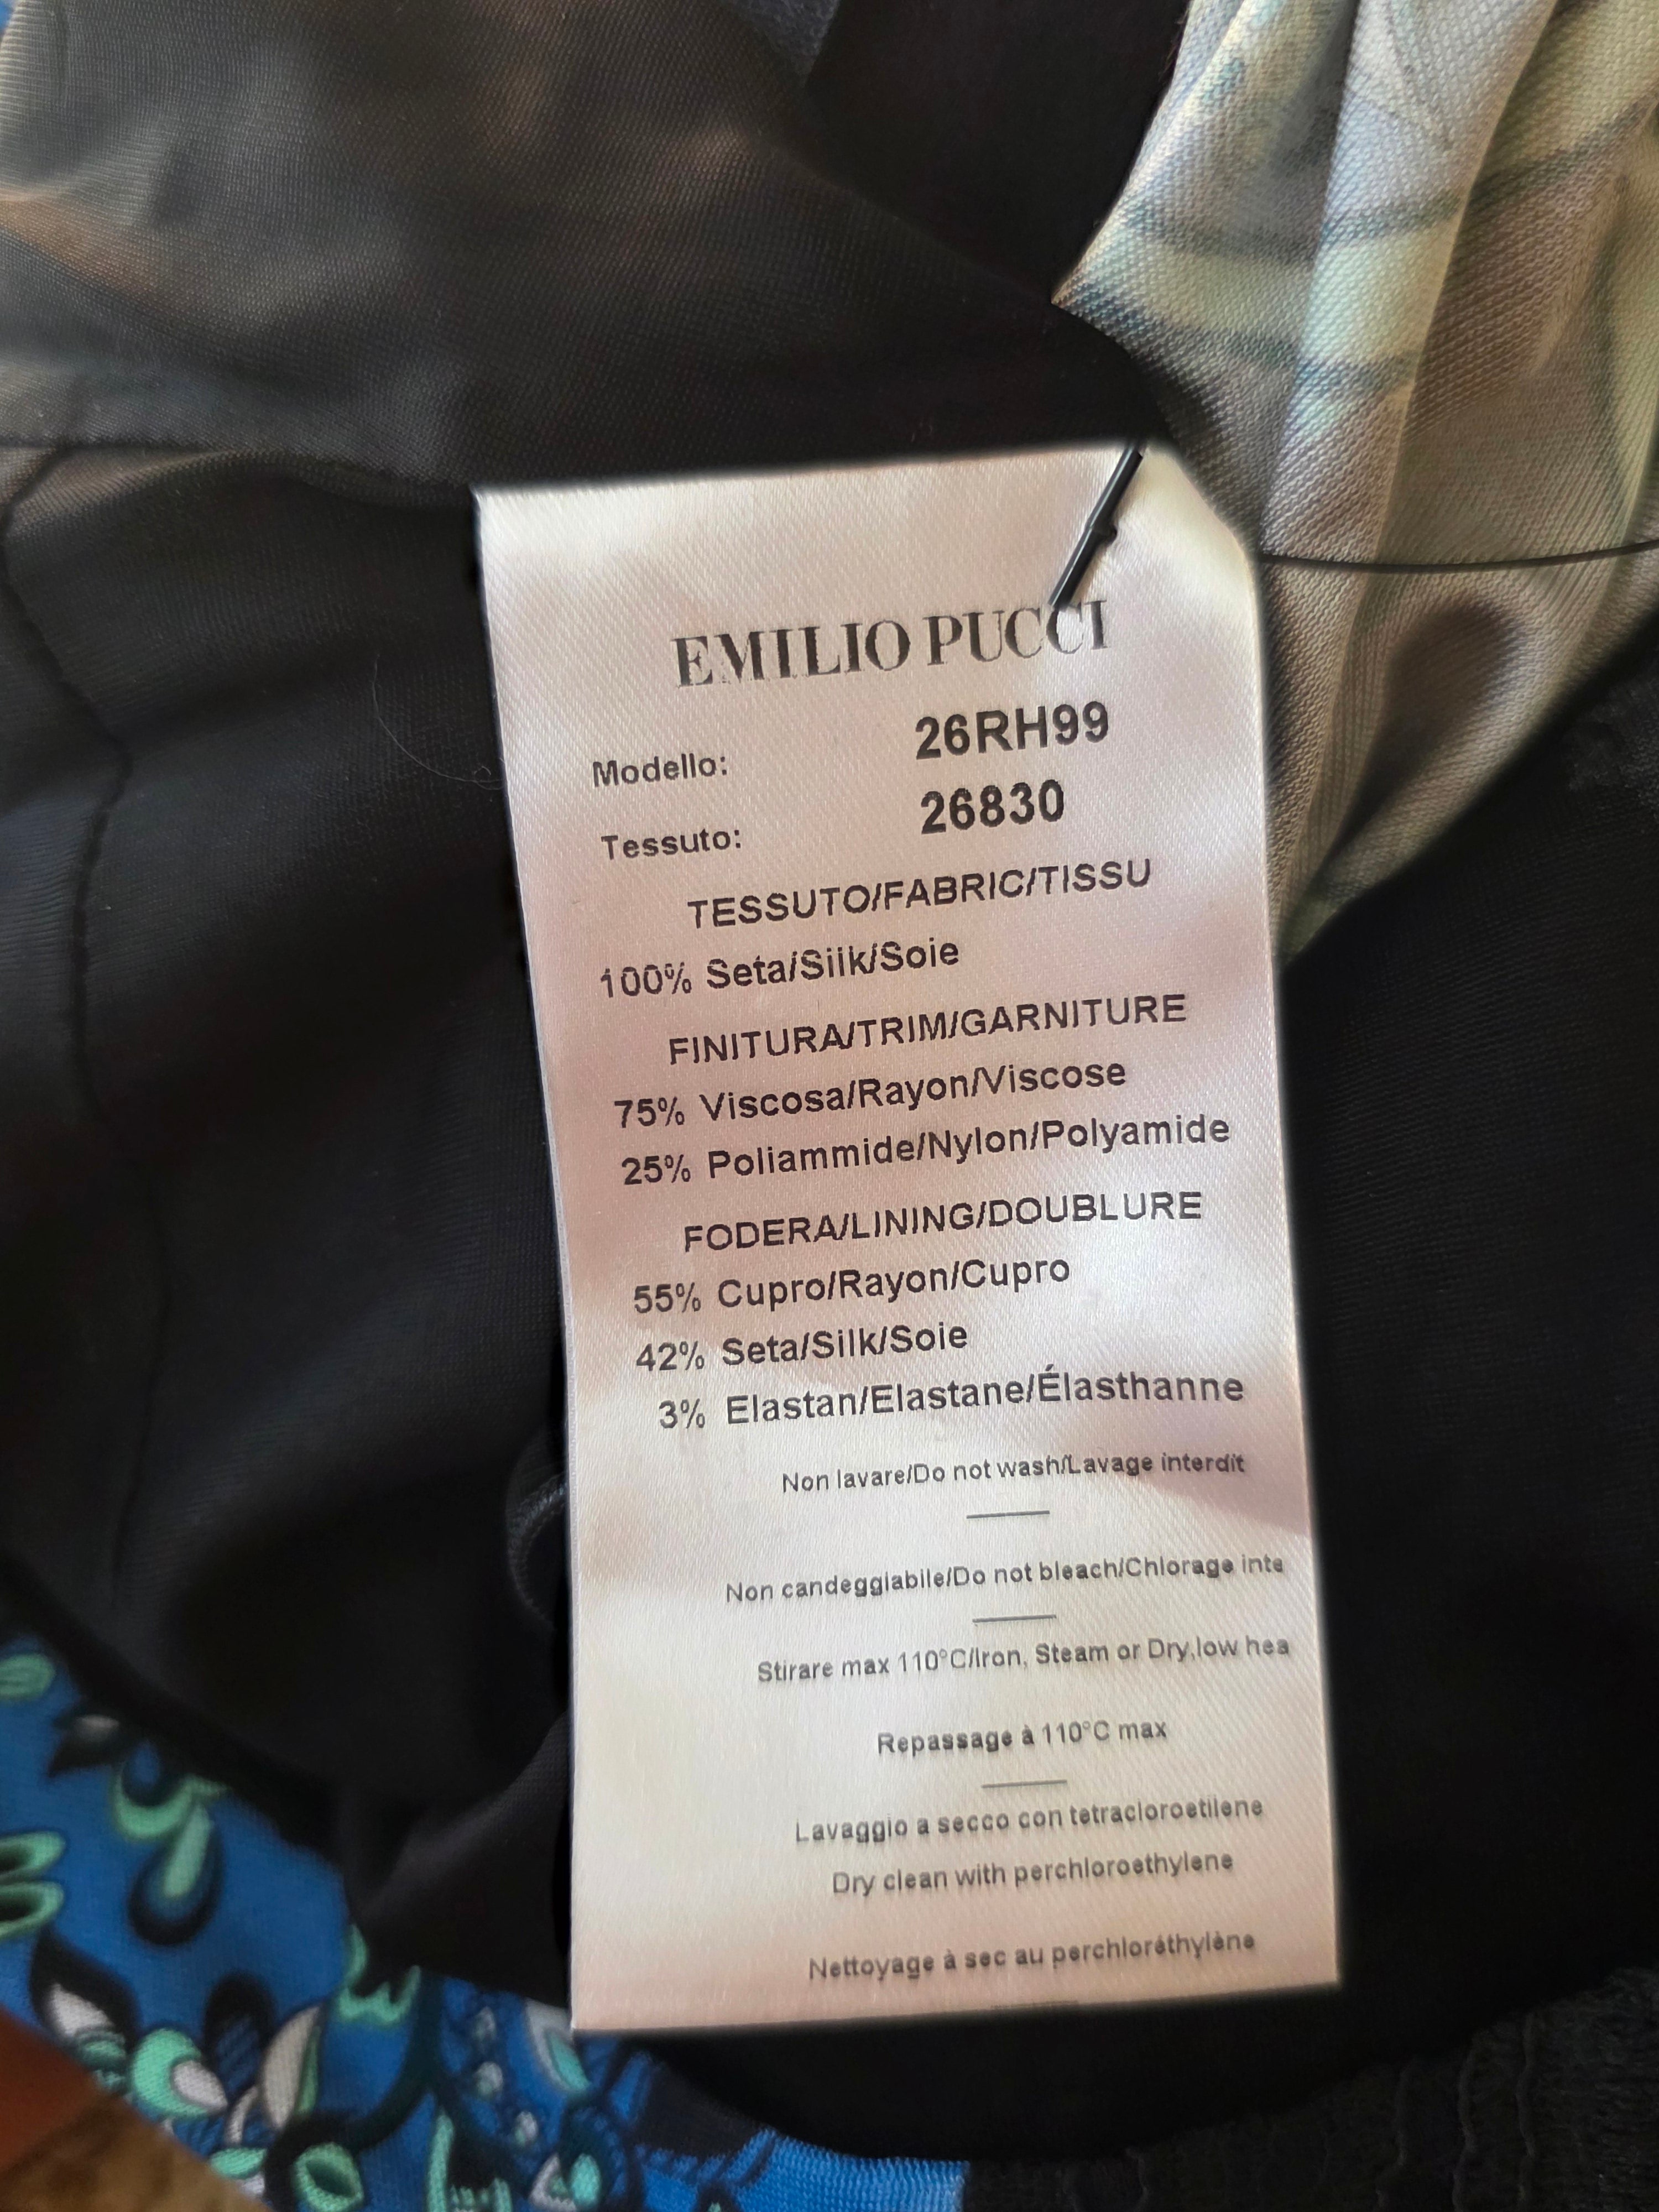 EMILIO PUCCI
Modello: 26RH99
Tessuto: 26830
TESSUTO/FABRIC/TISSU
100% Seta/Silk/Soie
FINITURA/TRIM/GARNITURE
75% Viscosa/Rayon/Viscose
25% Poliammide/Nylon/Polyamide
FODERA/LINING/DOUBLURE
55% Cupro/Rayon/Cupro
42% Seta/Silk/Soie
3% Elastan/Elastane/Élasthanne
Non lavare/Do not wash/Lavage interdit
Non candeggiabile/Do not bleach/Chlorage inte
Stirare max 110°C/Iron, Steam or Dry,low hea
Repassage à 110°C max
Lavaggio a secco con tetracloroetilene
Dry clean with perchloroethylene
Nettoyage à sec au perchloréthylène